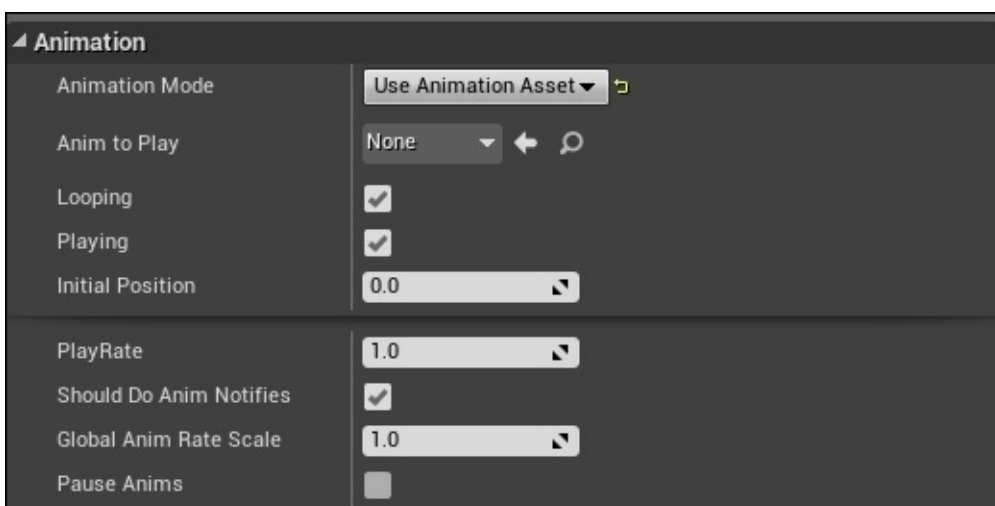 Animation
Animation Mode Use Animation Asset
Anim to Play None
Looping
Playing
Initial Position 0.0
PlayRate 1.0
Should Do Anim Notifies
Global Anim Rate Scale 1.0
Pause Anims